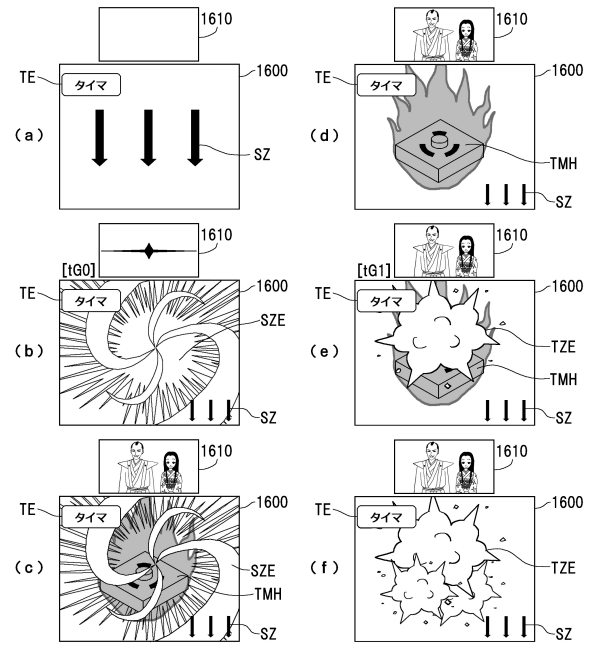 1610
TE
タイマ
1600
(a)
SZ
1610
[tG0]
TE
タイマ
1600
SZE
(b)
SZ
1610
TE
タイマ
1600
(c)
SZE
TMH
SZ
1610
TE
タイマ
1600
(d)
TMH
SZ
1610
[tG1]
TE
タイマ
1600
TZE
(e)
TMH
SZ
1610
TE
タイマ
1600
(f)
TZE
SZ